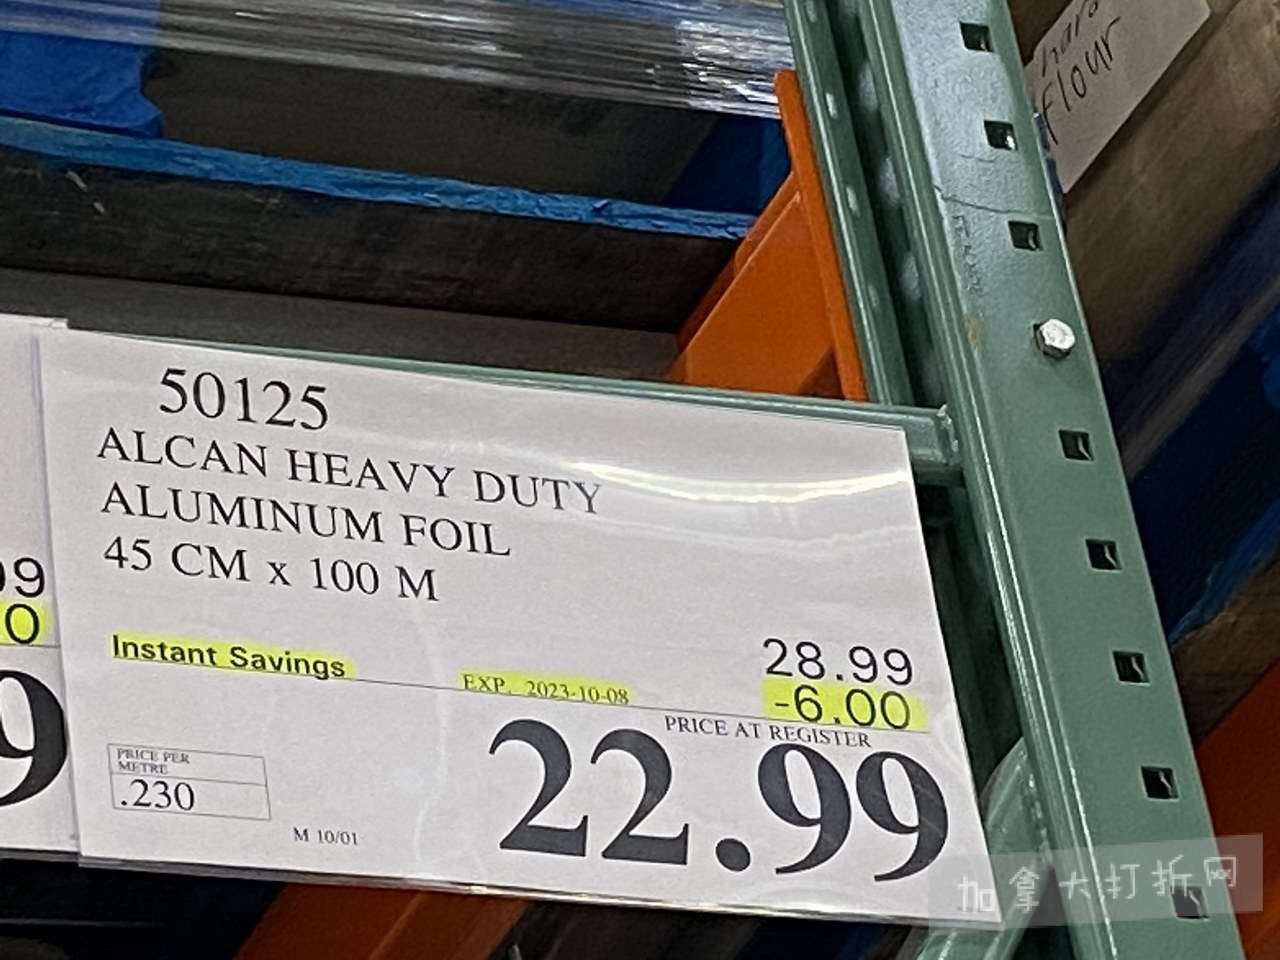 Flour
50125
ALCAN HEAVY DUTY
ALUMINUM FOIL
45 CM x 100 M
28.99
Instant Savings
EXP. 2023-10-08
-6.00
PRICE AT REGISTER
22.99
PRICE PER
METRE
.230
M 10/01
加拿大打折网